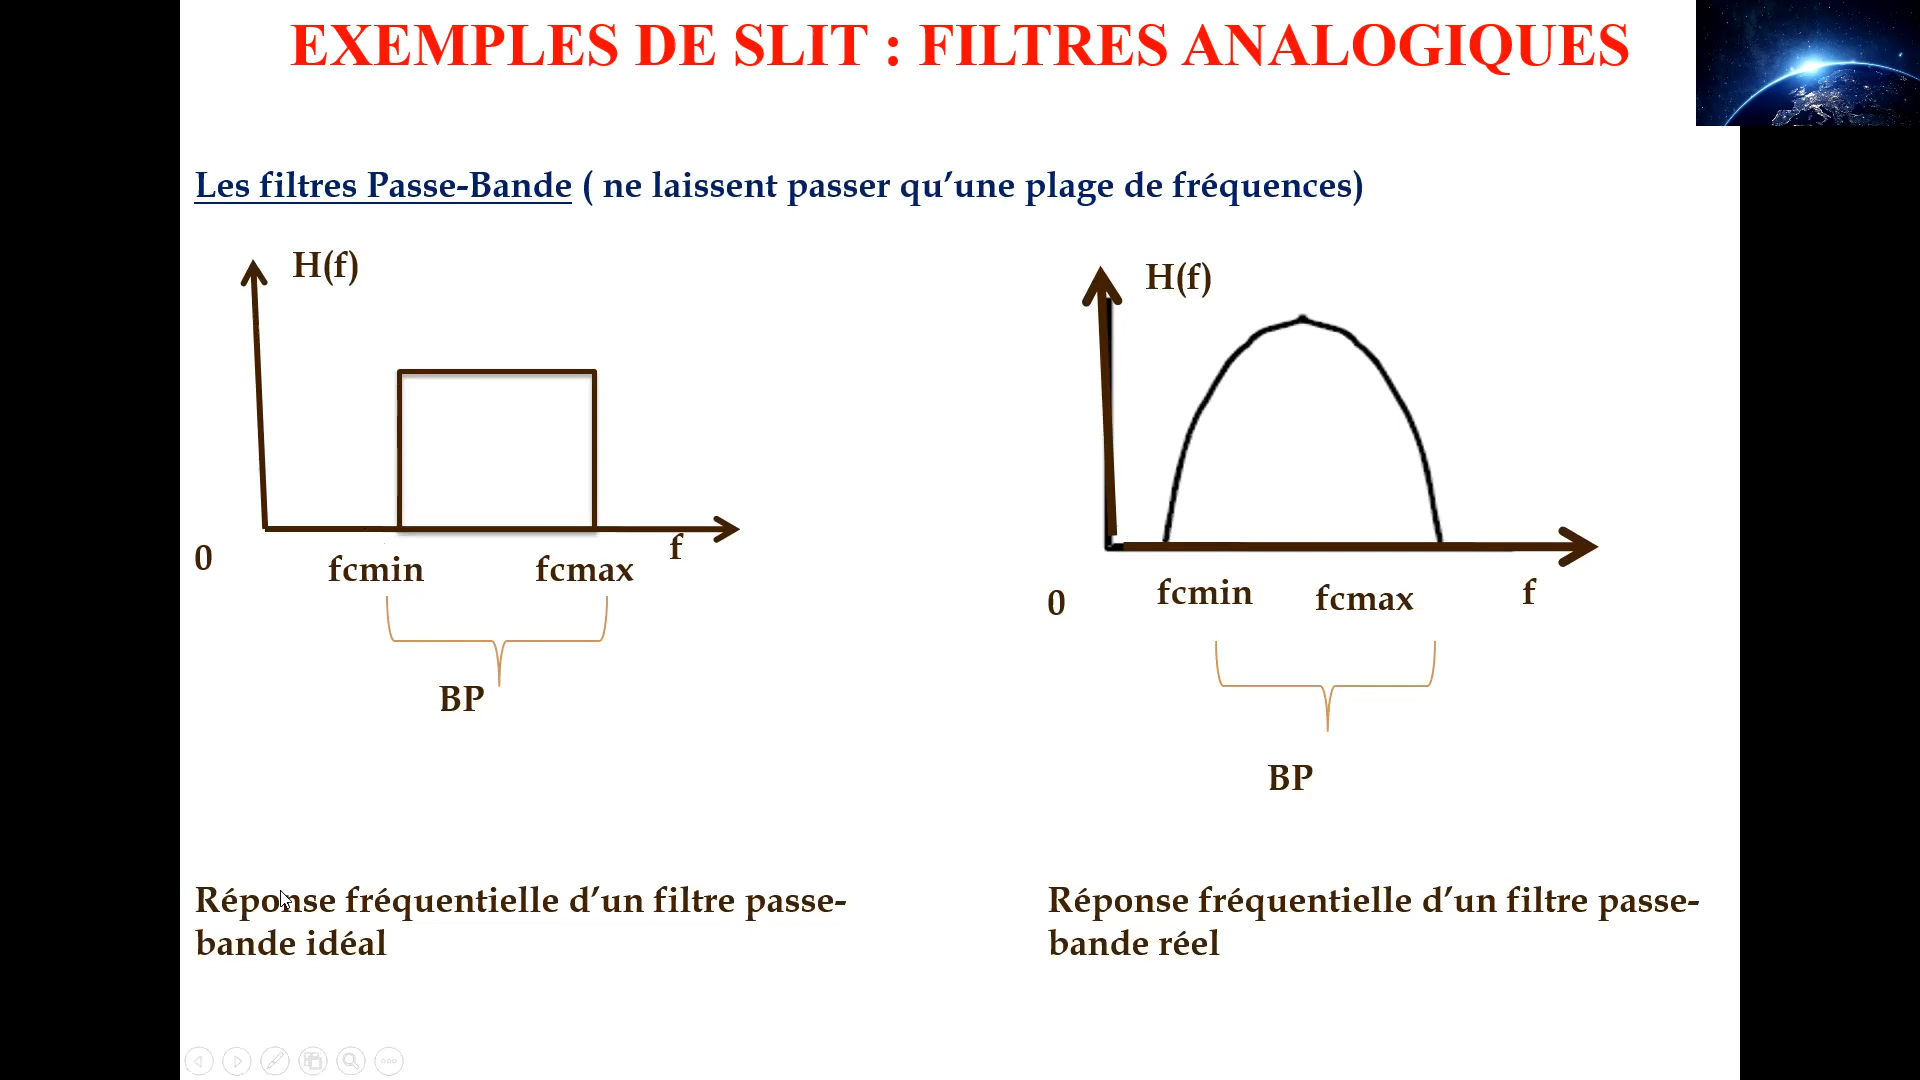 EXEMPLES DE SLIT : FILTRES ANALOGIQUES
Les filtres Passe-Bande ( ne laissent passer qu’une plage de fréquences)
H(f)
0
fcmin
fcmax
f
BP
H(f)
0
fcmin
fcmax
f
BP
Réponse fréquentielle d’un filtre passe-
bande idéal
Réponse fréquentielle d’un filtre passe-
bande réel